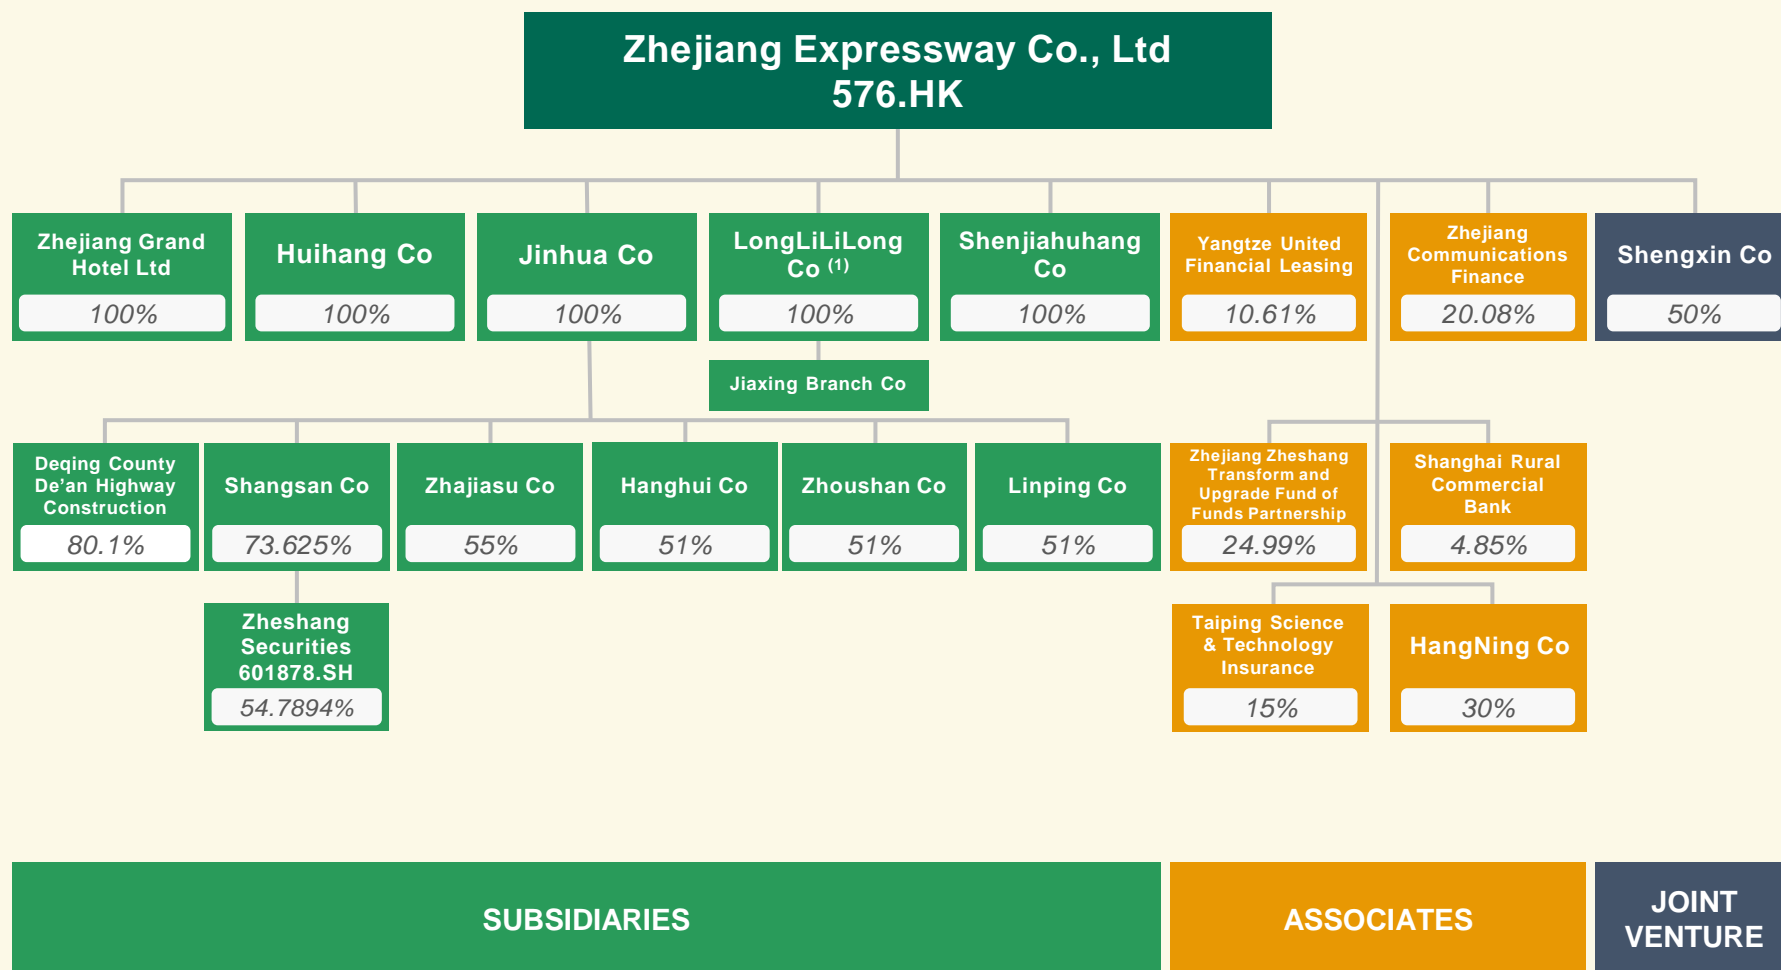 Zhejiang Expressway Co., Ltd
576.HK
Zhejiang Grand
Hotel Ltd
100%
Huihang Co
100%
Jinhua Co
100%
LongLiLiLong
Co (1)
100%
Shenjiahuhang
Co
100%
Yangtze United
Financial Leasing
10.61%
Zhejiang
Communications
Finance
20.08%
Shengxin Co
50%
Jiaxing Branch Co
Deqing County
De’an Highway
Construction
80.1%
Shangsan Co
73.625%
Zhajiasu Co
55%
Hanghui Co
51%
Zhoushan Co
51%
Linping Co
51%
Zhejiang Zheshang
Transform and
Upgrade Fund of
Funds Partnership
24.99%
Shanghai Rural
Commercial
Bank
4.85%
Zheshang
Securities
601878.SH
54.7894%
Taiping Science
& Technology
Insurance
15%
HangNing Co
30%
SUBSIDIARIES
ASSOCIATES
JOINT
VENTURE